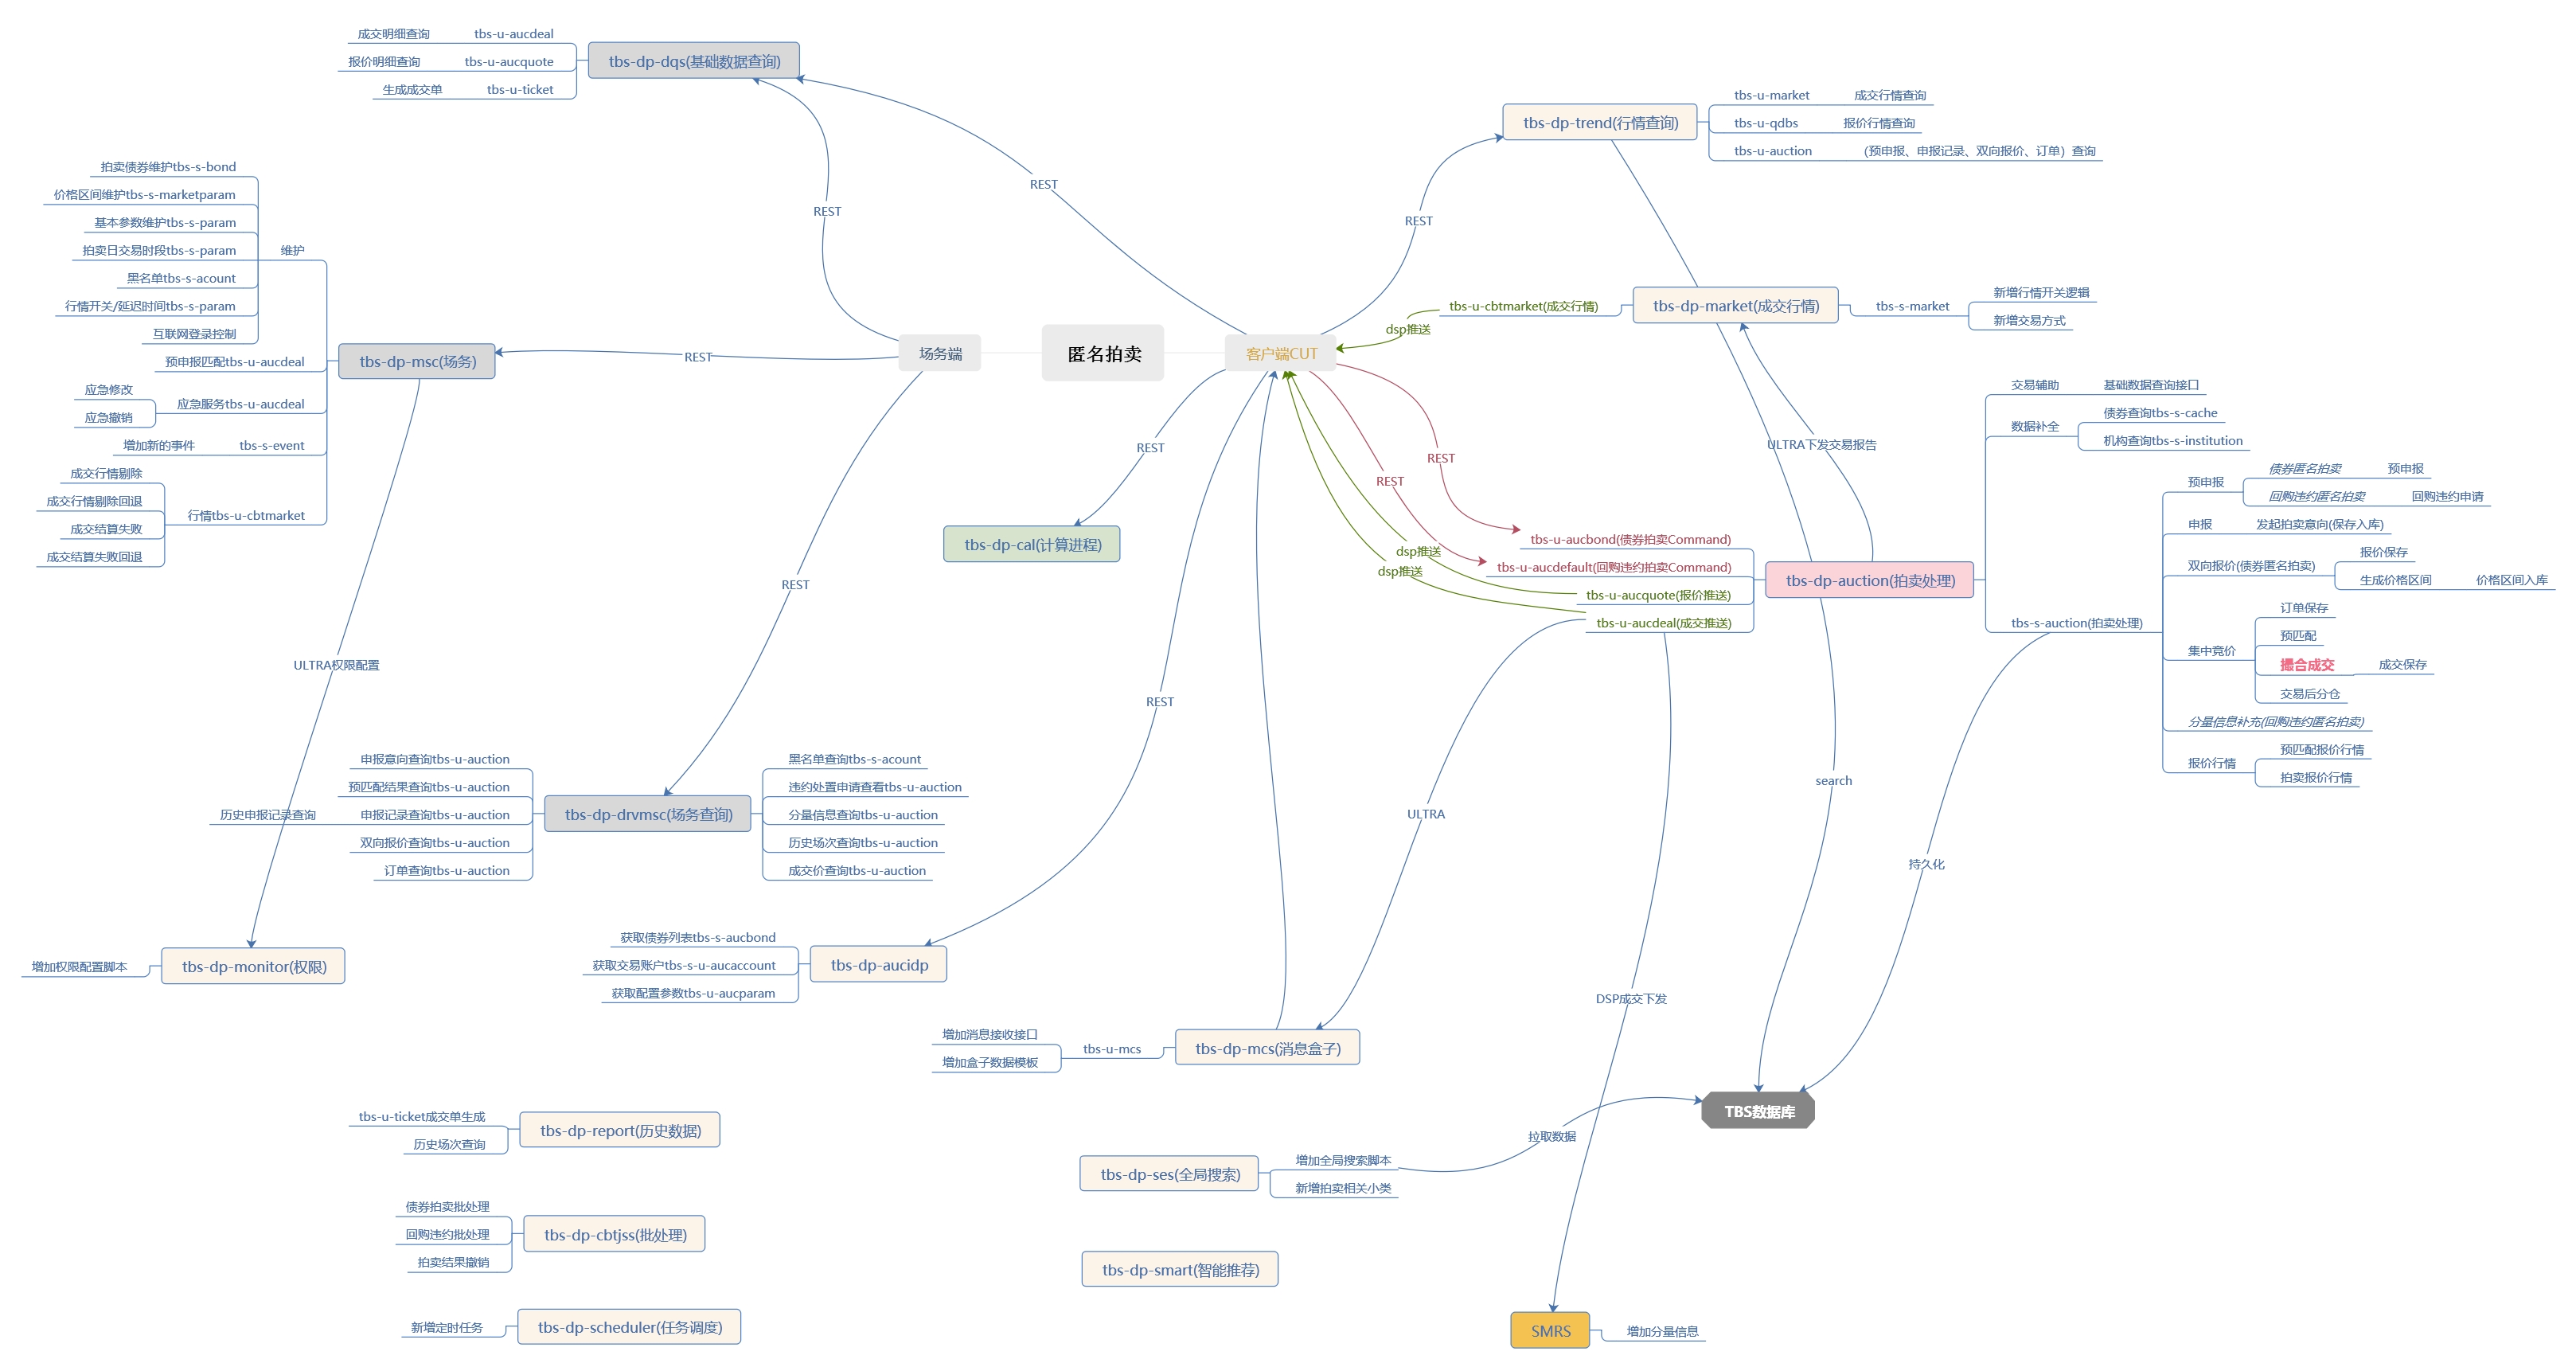 匿名拍卖
场务端
客户端CUT
REST
REST
REST
REST
REST
REST
REST
REST
REST
REST
tbs-dp-dqs(基础数据查询)
成交明细查询 tbs-u-aucdeal
报价明细查询 tbs-u-aucquote
生成成交单 tbs-u-ticket
tbs-dp-msc(场务)
维护
拍卖债券维护tbs-s-bond
价格区间维护tbs-s-marketparam
基本参数维护tbs-s-param
拍卖日交易时段tbs-s-param
黑名单tbs-s-acount
行情开关/延迟时间tbs-s-param
互联网登录控制
预申报匹配tbs-u-aucdeal
应急服务tbs-u-aucdeal
应急修改
应急撤销
增加新的事件 tbs-s-event
行情tbs-u-cbtmarket
成交行情剔除
成交行情剔除回退
成交结算失败
成交结算失败回退
ULTRA权限配置
tbs-dp-drvmsc(场务查询)
申报意向查询tbs-u-auction
预匹配结果查询tbs-u-auction
历史申报记录查询 申报记录查询tbs-u-auction
双向报价查询tbs-u-auction
订单查询tbs-u-auction
黑名单查询tbs-s-acount
违约处置申请查看tbs-u-auction
分量信息查询tbs-u-auction
历史场次查询tbs-u-auction
成交价查询tbs-u-auction
tbs-dp-monitor(权限)
增加权限配置脚本
tbs-dp-aucidp
获取债券列表tbs-s-aucbond
获取交易账户tbs-s-u-aucaccount
获取配置参数tbs-u-aucparam
tbs-dp-cal(计算进程)
tbs-dp-mcs(消息盒子)
tbs-u-mcs
增加消息接收接口
增加盒子数据模板
tbs-dp-report(历史数据)
tbs-u-ticket成交单生成
历史场次查询
tbs-dp-cbtjss(批处理)
债券拍卖批处理
回购违约批处理
拍卖结果撤销
tbs-dp-scheduler(任务调度)
新增定时任务
tbs-dp-ses(全局搜索)
增加全局搜索脚本
新增拍卖相关小类
拉取数据
tbs-dp-smart(智能推荐)
SMRS
增加分量信息
TBS数据库
tbs-dp-trend(行情查询)
tbs-u-market 成交行情查询
tbs-u-qdbs 报价行情查询
tbs-u-auction (预申报、申报记录、双向报价、订单）查询
tbs-dp-market(成交行情)
tbs-u-cbtmarket(成交行情)
dsp推送
tbs-s-market
新增行情开关逻辑
新增交易方式
ULTRA下发交易报告
tbs-dp-auction(拍卖处理)
tbs-u-aucbond(债券拍卖Command)
tbs-u-aucdefault(回购违约拍卖Command)
tbs-u-aucquote(报价推送)
tbs-u-aucdeal(成交推送)
dsp推送
dsp推送
ULTRA
DSP成交下发
search
持久化
交易辅助 基础数据查询接口
数据补全
债券查询tbs-s-cache
机构查询tbs-s-institution
tbs-s-auction(拍卖处理)
预申报
债券匿名拍卖 预申报
回购违约匿名拍卖 回购违约申请
申报 发起拍卖意向(保存入库)
双向报价(债券匿名拍卖)
报价保存
生成价格区间 价格区间入库
集中竞价
订单保存
预匹配
撮合成交 成交保存
交易后分仓
分量信息补充(回购违约匿名拍卖)
报价行情
预匹配报价行情
拍卖报价行情